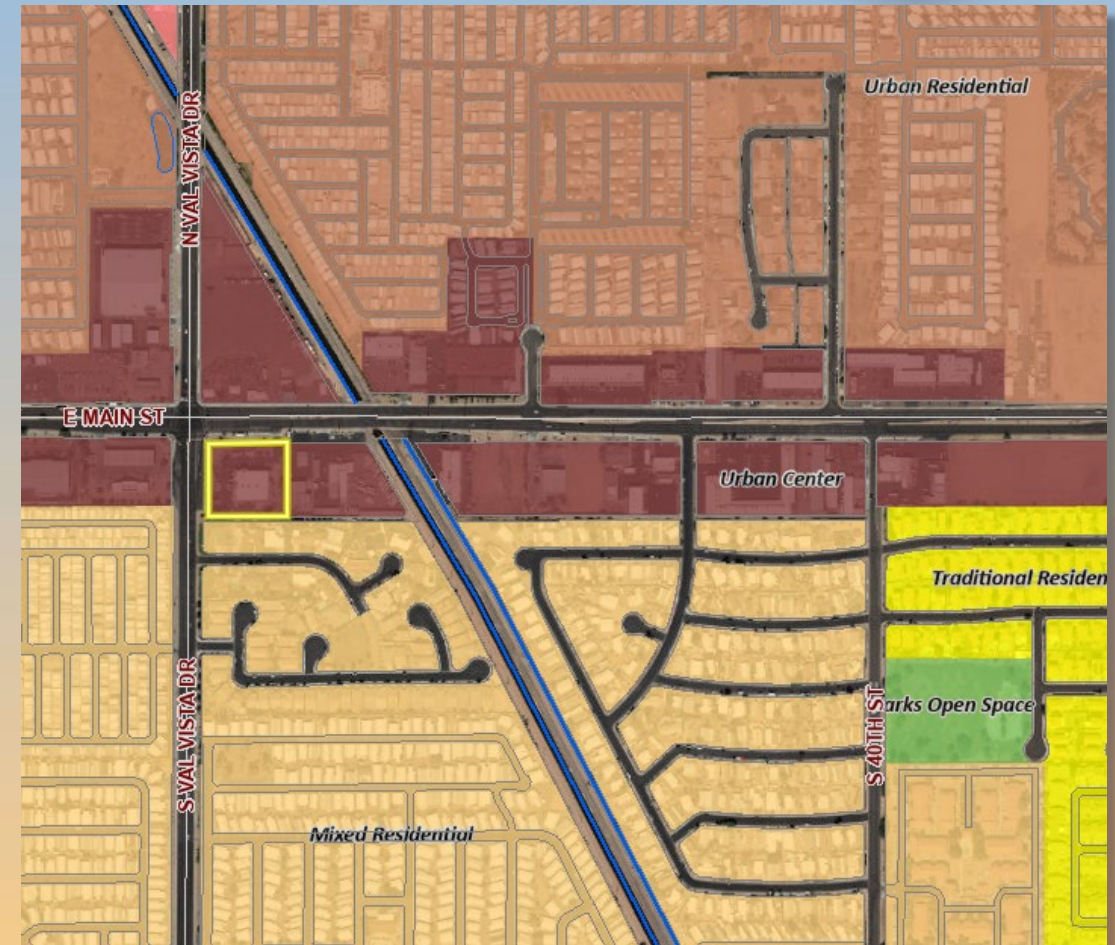 Urban Residential
N VAL VISTA DR
E MAIN ST
Urban Center
Traditional Residen
arks Open Space
S VAL VISTA DR
S 40TH ST
Mixed Residential